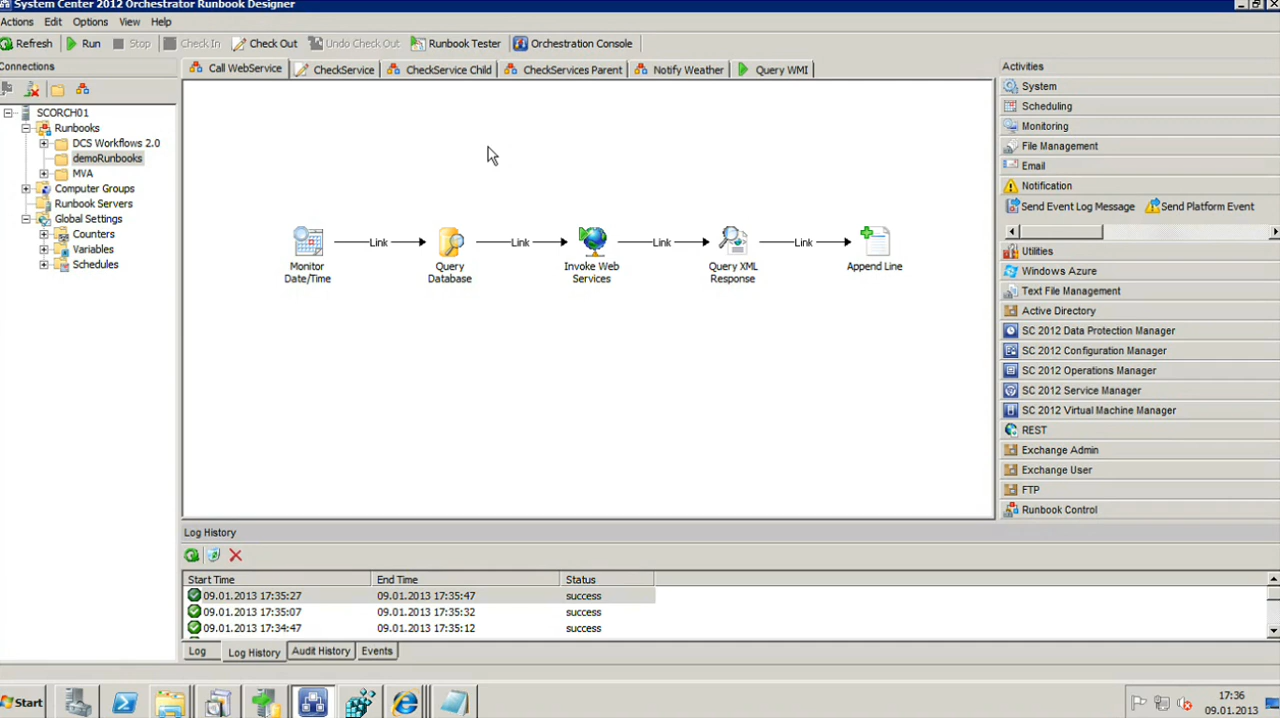 System Center 2012 Orchestrator Runbook Designer
Actions Edit Options View Help
Refresh Run Stop Check In Check Out Undo Check Out Runbook Tester Orchestration Console
Connections
SCORCH01
Runbooks
DCS Workflows 2.0
demoRunbooks
MVA
Computer Groups
Runbook Servers
Global Settings
Counters
Variables
Schedules
Call WebService CheckService CheckService Child CheckServices Parent Notify Weather Query WMI
Link Link Link Link
Monitor Date/Time
Query Database
Invoke Web Services
Query XML Response
Append Line
Activities
System
Scheduling
Monitoring
File Management
Email
Notification
Send Event Log Message Send Platform Event
Utilities
Windows Azure
Text File Management
Active Directory
SC 2012 Data Protection Manager
SC 2012 Configuration Manager
SC 2012 Operations Manager
SC 2012 Service Manager
SC 2012 Virtual Machine Manager
REST
Exchange Admin
Exchange User
FTP
Runbook Control
Log History
Start Time End Time Status
09.01.2013 17:35:27 09.01.2013 17:35:47 success
09.01.2013 17:35:07 09.01.2013 17:35:32 success
09.01.2013 17:34:47 09.01.2013 17:35:12 success
Log Log History Audit History Events
Start
17:36
09.01.2013